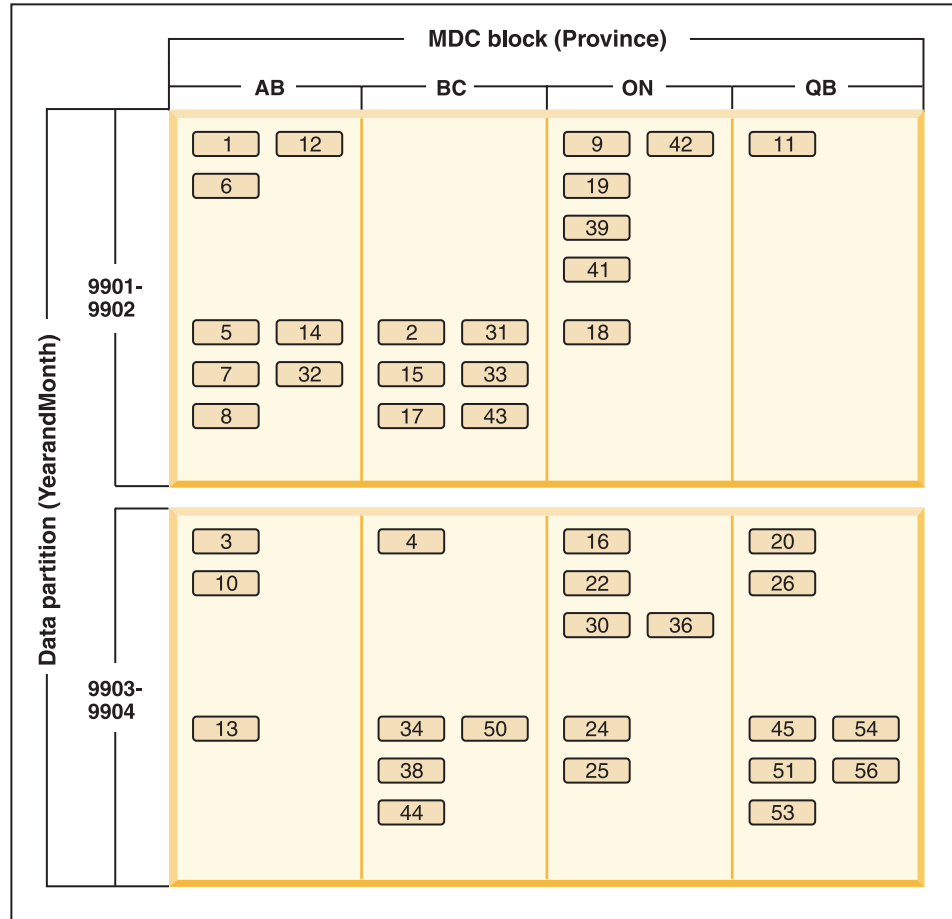 MDC block (Province)
AB BC ON QB
Data partition (YearandMonth)
9901-
9902
1 12 9 42 11
6 19
39
41
5 14 2 31 18
7 32 15 33
8 17 43
9903-
9904
3 4 16 20
10 22 26
30 36
13 34 50 24 45 54
38 25 51 56
44 53